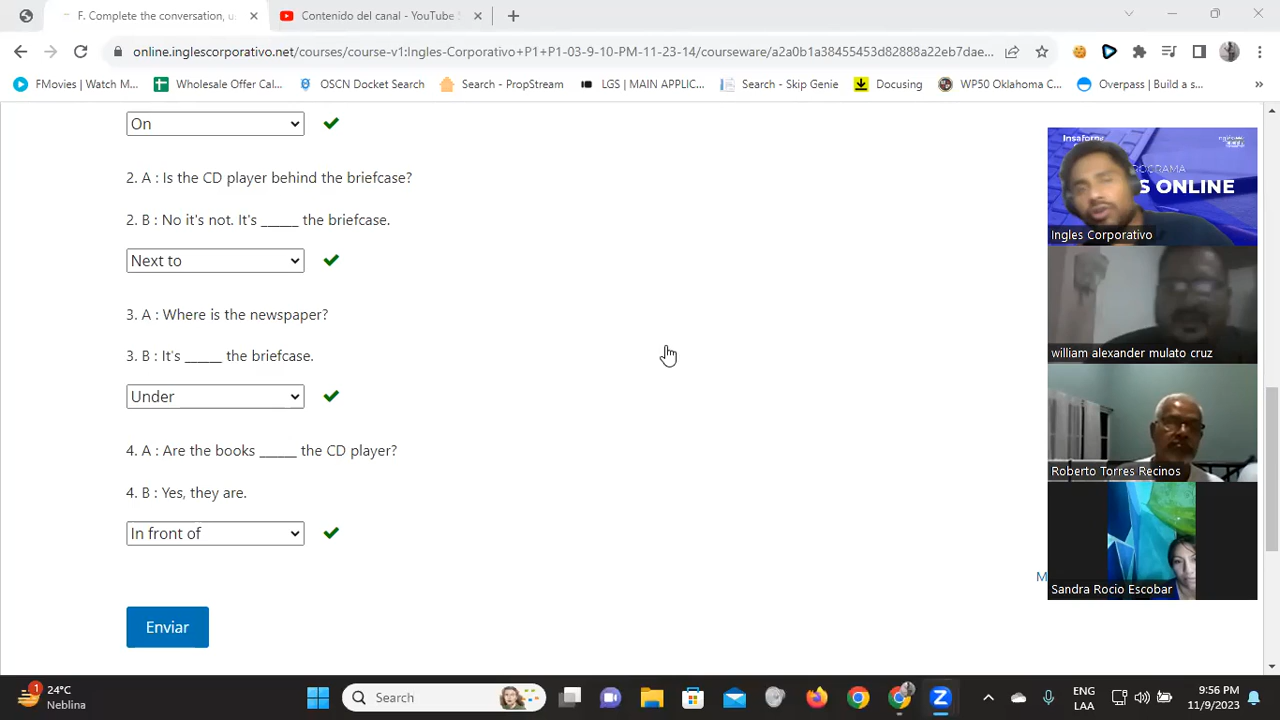 F. Complete the conversation, u
Contenido del canal - YouTube
online.inglescorporativo.net/courses/course-v1:Ingles-Corporativo+P1+P1-03-9-10-PM-11-23-14/courseware/a2a0b1a38455453d82888a22eb7dae...
FMovies | Watch M...
Wholesale Offer Cal...
OSCN Docket Search
Search - PropStream
LGS | MAIN APPLIC...
Search - Skip Genie
Docusing
WP50 Oklahoma C...
Overpass | Build a s...
On
2. A : Is the CD player behind the briefcase?
2. B : No it's not. It's ______ the briefcase.
Next to
3. A : Where is the newspaper?
3. B : It's ______ the briefcase.
Under
4. A : Are the books ______ the CD player?
4. B : Yes, they are.
In front of
M
Enviar
Insaforp
S ONLINE
Ingles Corporativo
william alexander mulato cruz
Roberto Torres Recinos
Sandra Rocio Escobar
1
24°C
Neblina
Search
ENG
LAA
9:56 PM
11/9/2023